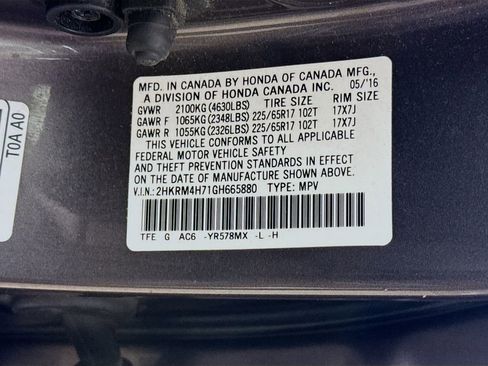 MFD. IN CANADA BY HONDA OF CANADA MFG.,
A DIVISION OF HONDA CANADA INC. 05/'16
GVWR 2100KG(4630LBS) TIRE SIZE RIM SIZE
GAWR F 1065KG(2348LBS)225/65R17 102T 17X7J
GAWR R 1055KG(2326LBS)225/65R17 102T 17X7J
THIS VEHICLE CONFORMS TO ALL APPLICABLE
FEDERAL MOTOR VEHICLE SAFETY
AND THEFT PREVENTION STANDARDS IN EFFECT
ON THE DATE OF MANUFACTURE SHOWN ABOVE.
V.I.N.: 2HKRM4H71GH665880 TYPE: MPV
TFE G AC6 -YR578MX -L -H
TOA A0